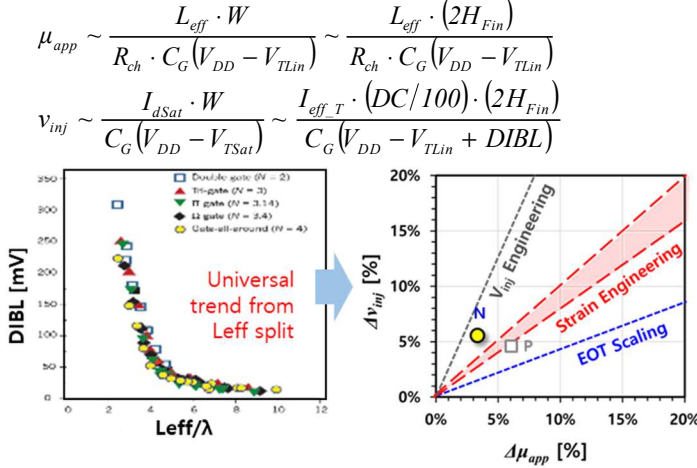 μ_app ~ L_eff · W / R_ch · C_G(V_DD − V_TLin) ~ L_eff · (2H_Fin) / R_ch · C_G(V_DD − V_TLin)
v_inj ~ I_dSat · W / C_G(V_DD − V_TSat) ~ I_eff_T · (DC/100) · (2H_Fin) / C_G(V_DD − V_TLin + DIBL)
350
300
250
200
150
100
50
0
DIBL [mV]
Double gate (N = 2)
Tri-gate (N = 3)
Π gate (N = 3.14)
Ω gate (N = 3.4)
Gate-all-around (N = 4)
Universal
trend from
Leff split
0 2 4 6 8 10 12
Leff/λ
20%
15%
10%
5%
0%
Δv_inj [%]
V_inj Engineering
Strain Engineering
EOT Scaling
N
P
0% 5% 10% 15% 20%
Δμ_app [%]